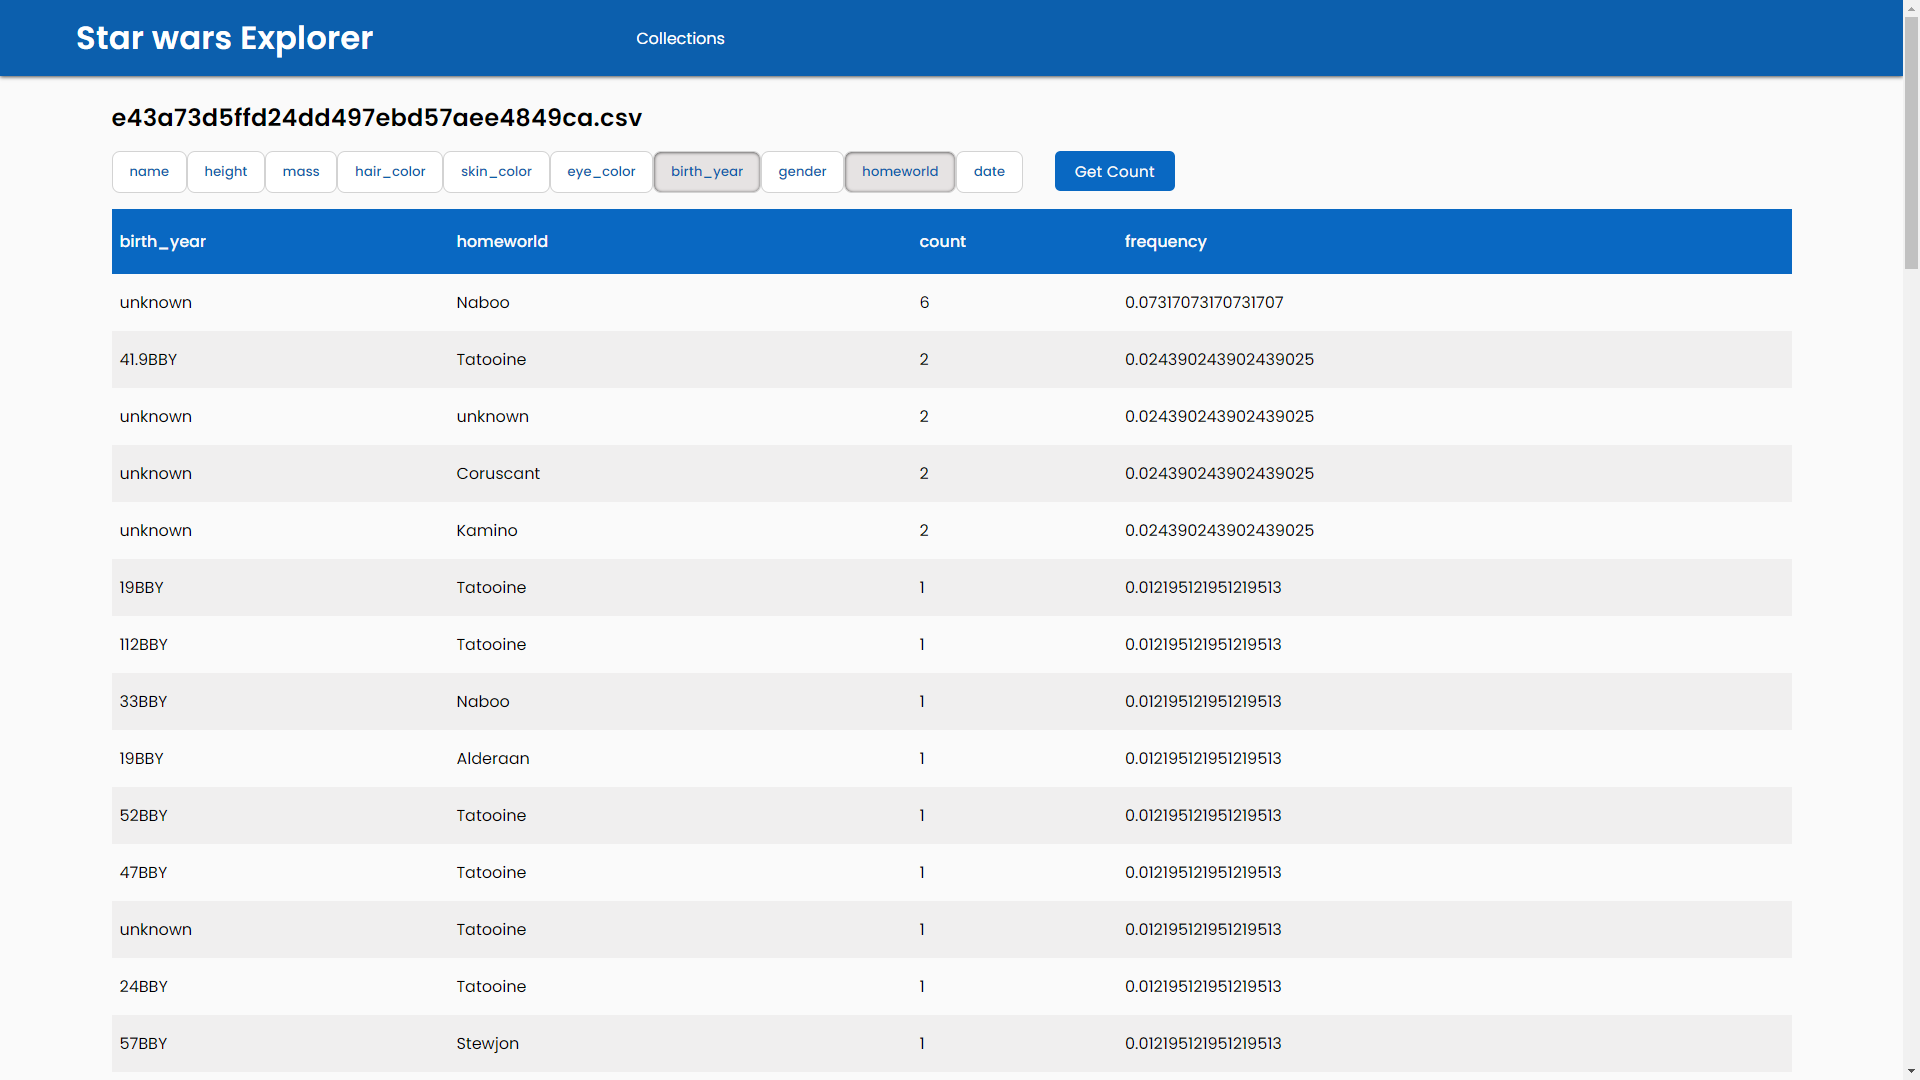 Star wars Explorer Collections
e43a73d5ffd24dd497ebd57aee4849ca.csv
name height mass hair_color skin_color eye_color birth_year gender homeworld date Get Count
birth_year homeworld count frequency
unknown Naboo 6 0.07317073170731707
41.9BBY Tatooine 2 0.024390243902439025
unknown unknown 2 0.024390243902439025
unknown Coruscant 2 0.024390243902439025
unknown Kamino 2 0.024390243902439025
19BBY Tatooine 1 0.012195121951219513
112BBY Tatooine 1 0.012195121951219513
33BBY Naboo 1 0.012195121951219513
19BBY Alderaan 1 0.012195121951219513
52BBY Tatooine 1 0.012195121951219513
47BBY Tatooine 1 0.012195121951219513
unknown Tatooine 1 0.012195121951219513
24BBY Tatooine 1 0.012195121951219513
57BBY Stewjon 1 0.012195121951219513